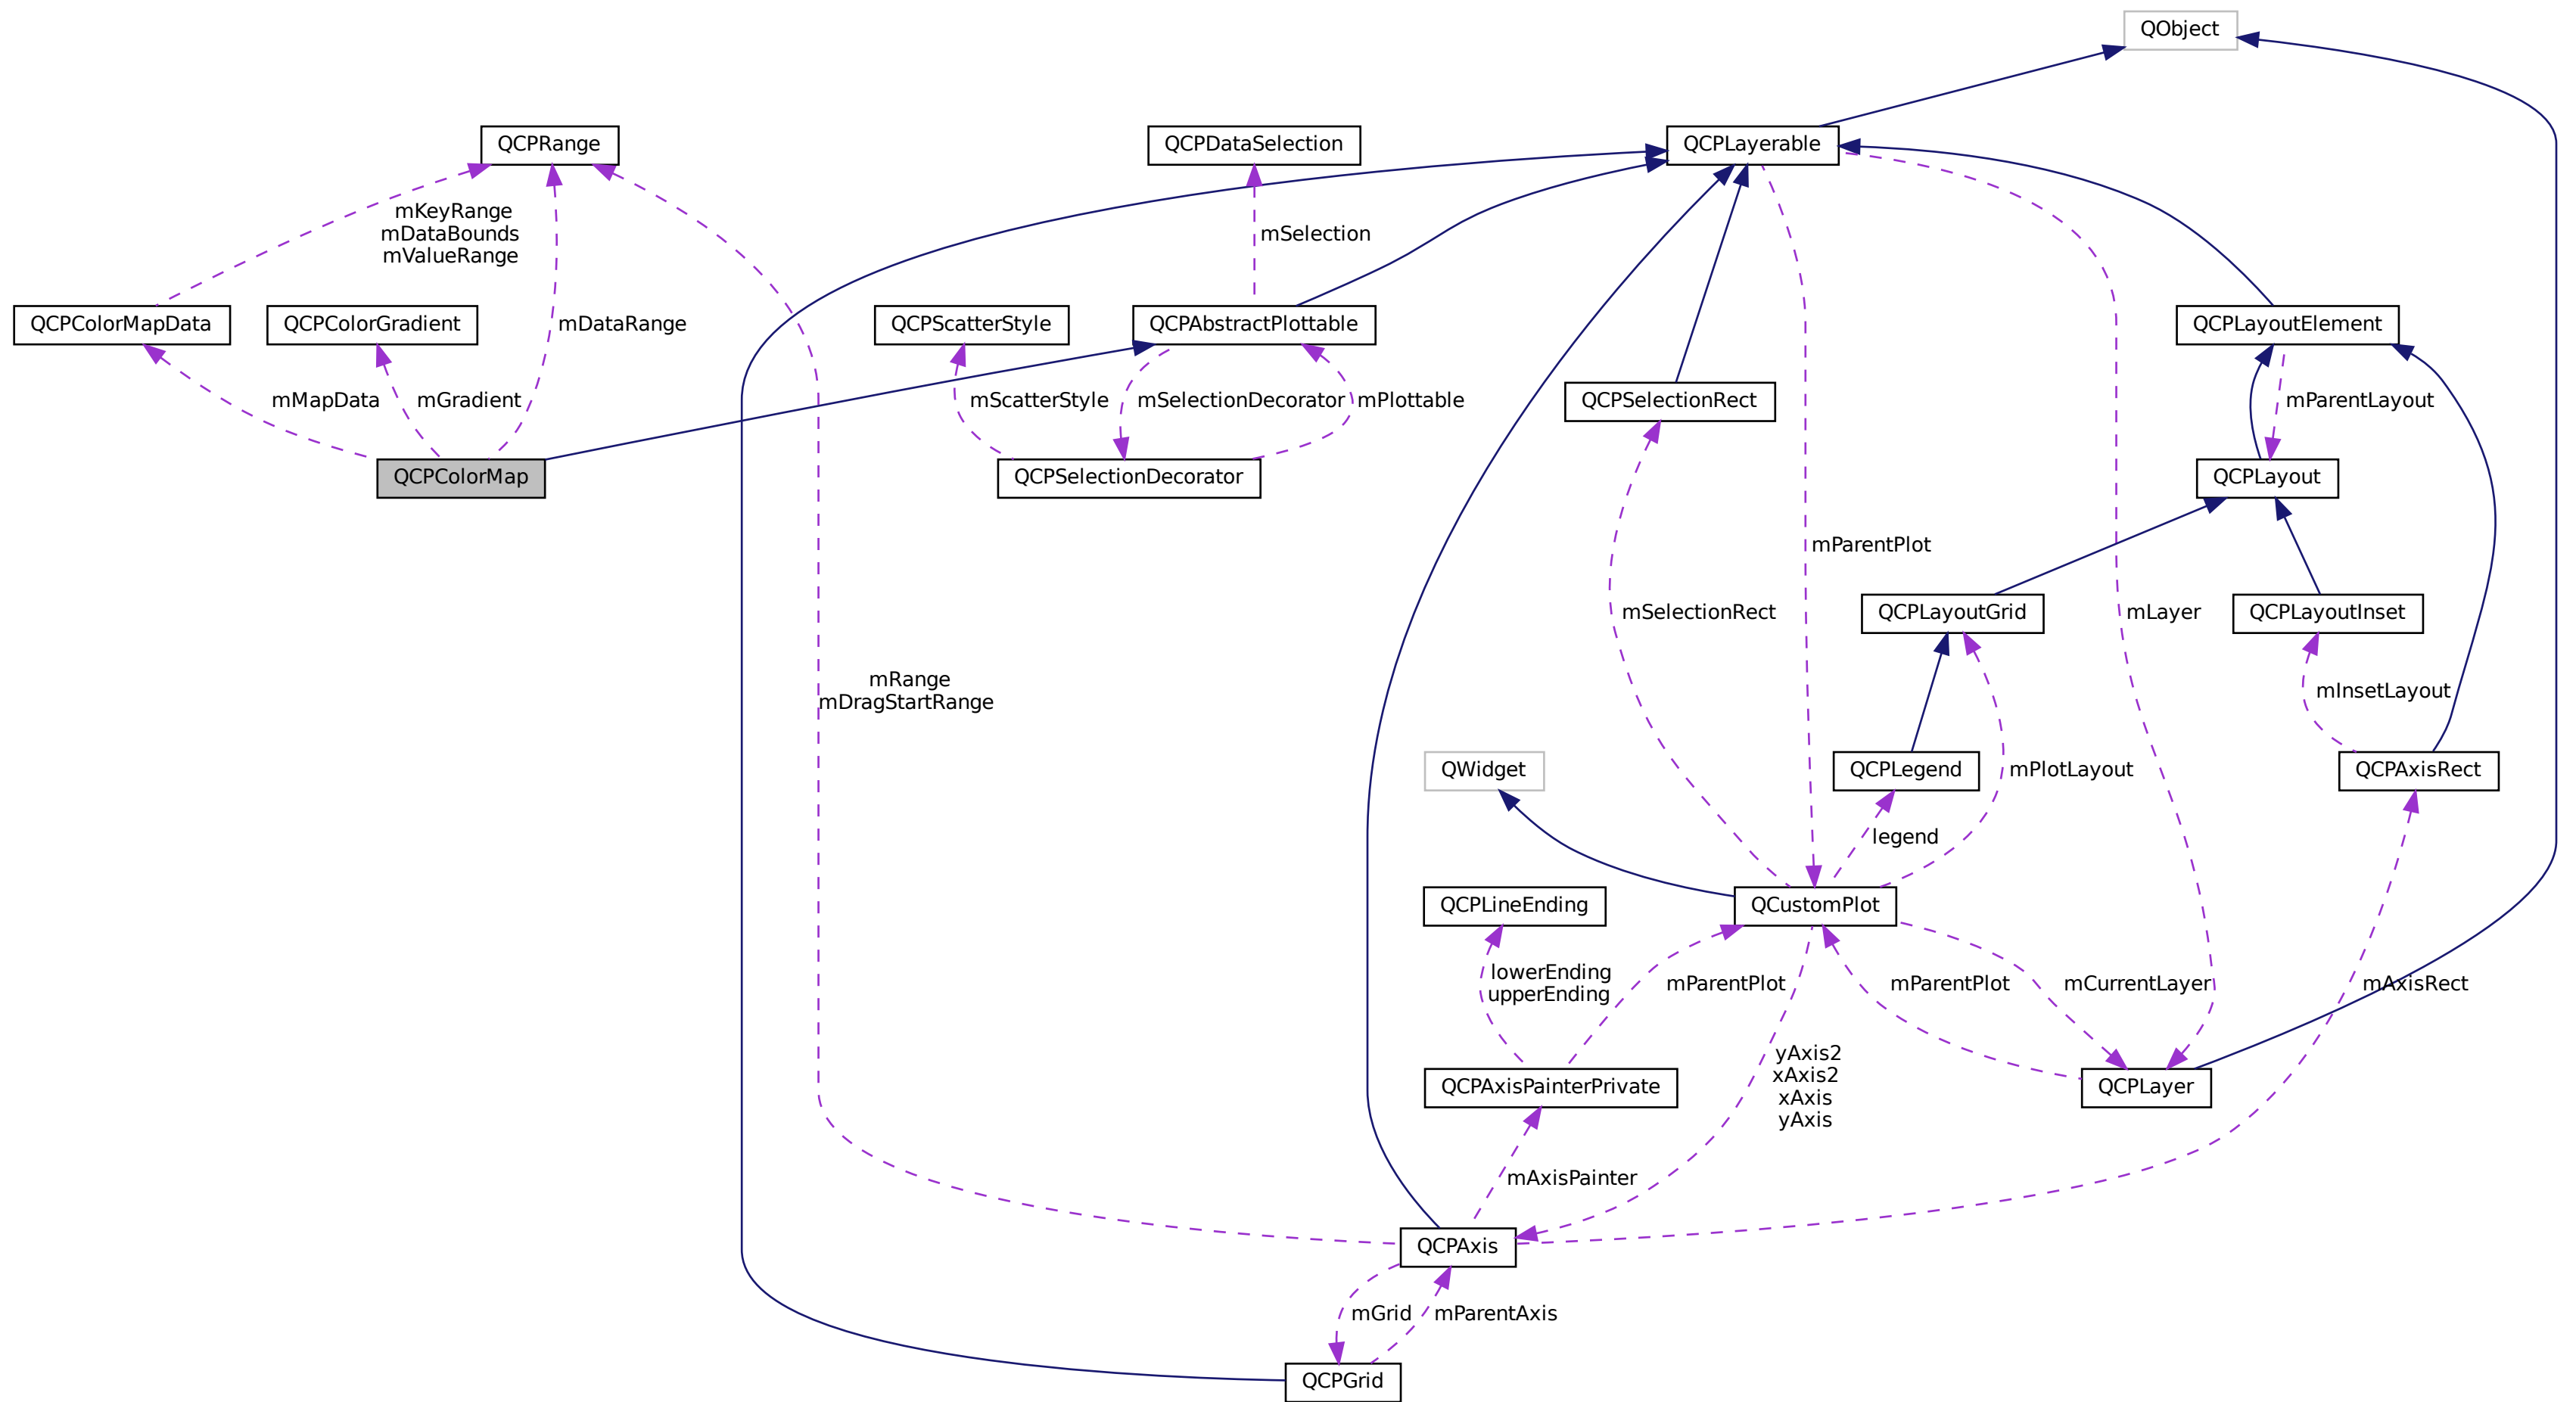 QObject
QCPRange
QCPDataSelection
QCPLayerable
mKeyRange
mDataBounds
mValueRange
mSelection
QCPColorMapData
QCPColorGradient
mDataRange
QCPScatterStyle
QCPAbstractPlottable
QCPLayoutElement
mMapData
mGradient
mScatterStyle
mSelectionDecorator
mPlottable
QCPSelectionRect
mParentLayout
QCPColorMap
QCPSelectionDecorator
QCPLayout
mParentPlot
mSelectionRect
QCPLayoutGrid
mLayer
QCPLayoutInset
mRange
mDragStartRange
mInsetLayout
QWidget
QCPLegend
mPlotLayout
QCPAxisRect
legend
QCPLineEnding
QCustomPlot
lowerEnding
upperEnding
mParentPlot
mParentPlot
mCurrentLayer
mAxisRect
yAxis2
xAxis2
xAxis
yAxis
QCPAxisPainterPrivate
QCPLayer
mAxisPainter
QCPAxis
mGrid
mParentAxis
QCPGrid